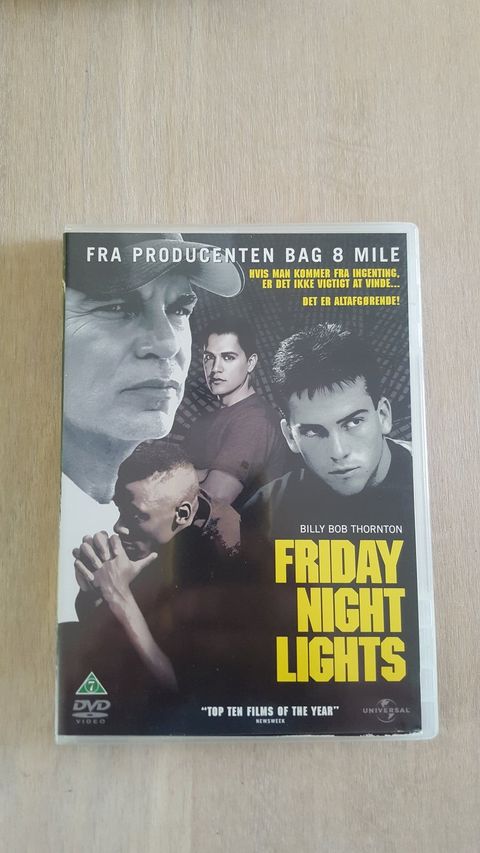 FRA PRODUCENTEN BAG 8 MILE
HVIS MAN KOMMER FRA INGENTING,
ER DET IKKE VIGTIGT AT VINDE...
DET ER ALTAFGØRENDE!
BILLY BOB THORNTON
FRIDAY
NIGHT
LIGHTS
7
DVD
VIDEO
"TOP TEN FILMS OF THE YEAR"
NEWSWEEK
UNIVERSAL